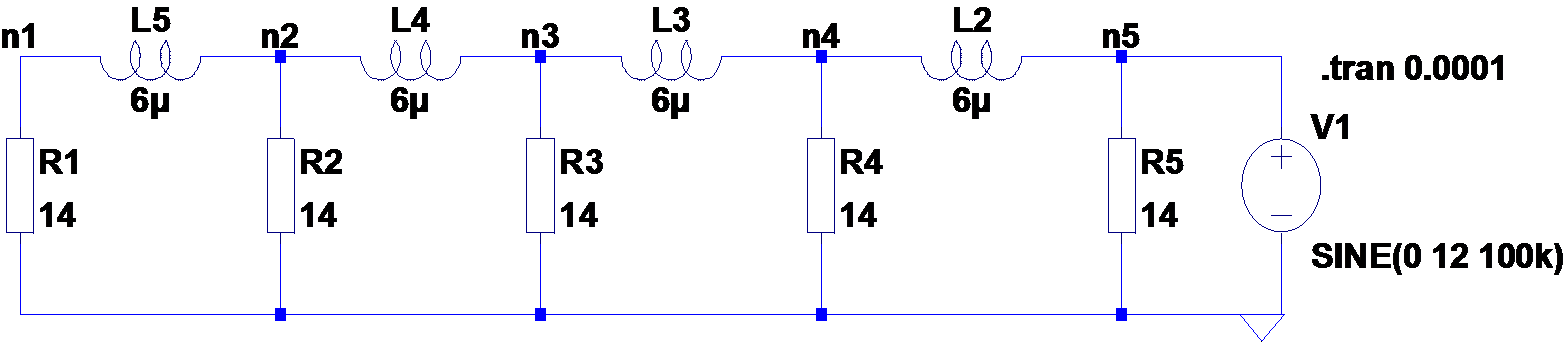 L5 L4 L3 L2
n1 n2 n3 n4 n5
6µ 6µ 6µ 6µ
.tran 0.0001
V1
R1 R2 R3 R4 R5
14 14 14 14 14
SINE(0 12 100k)